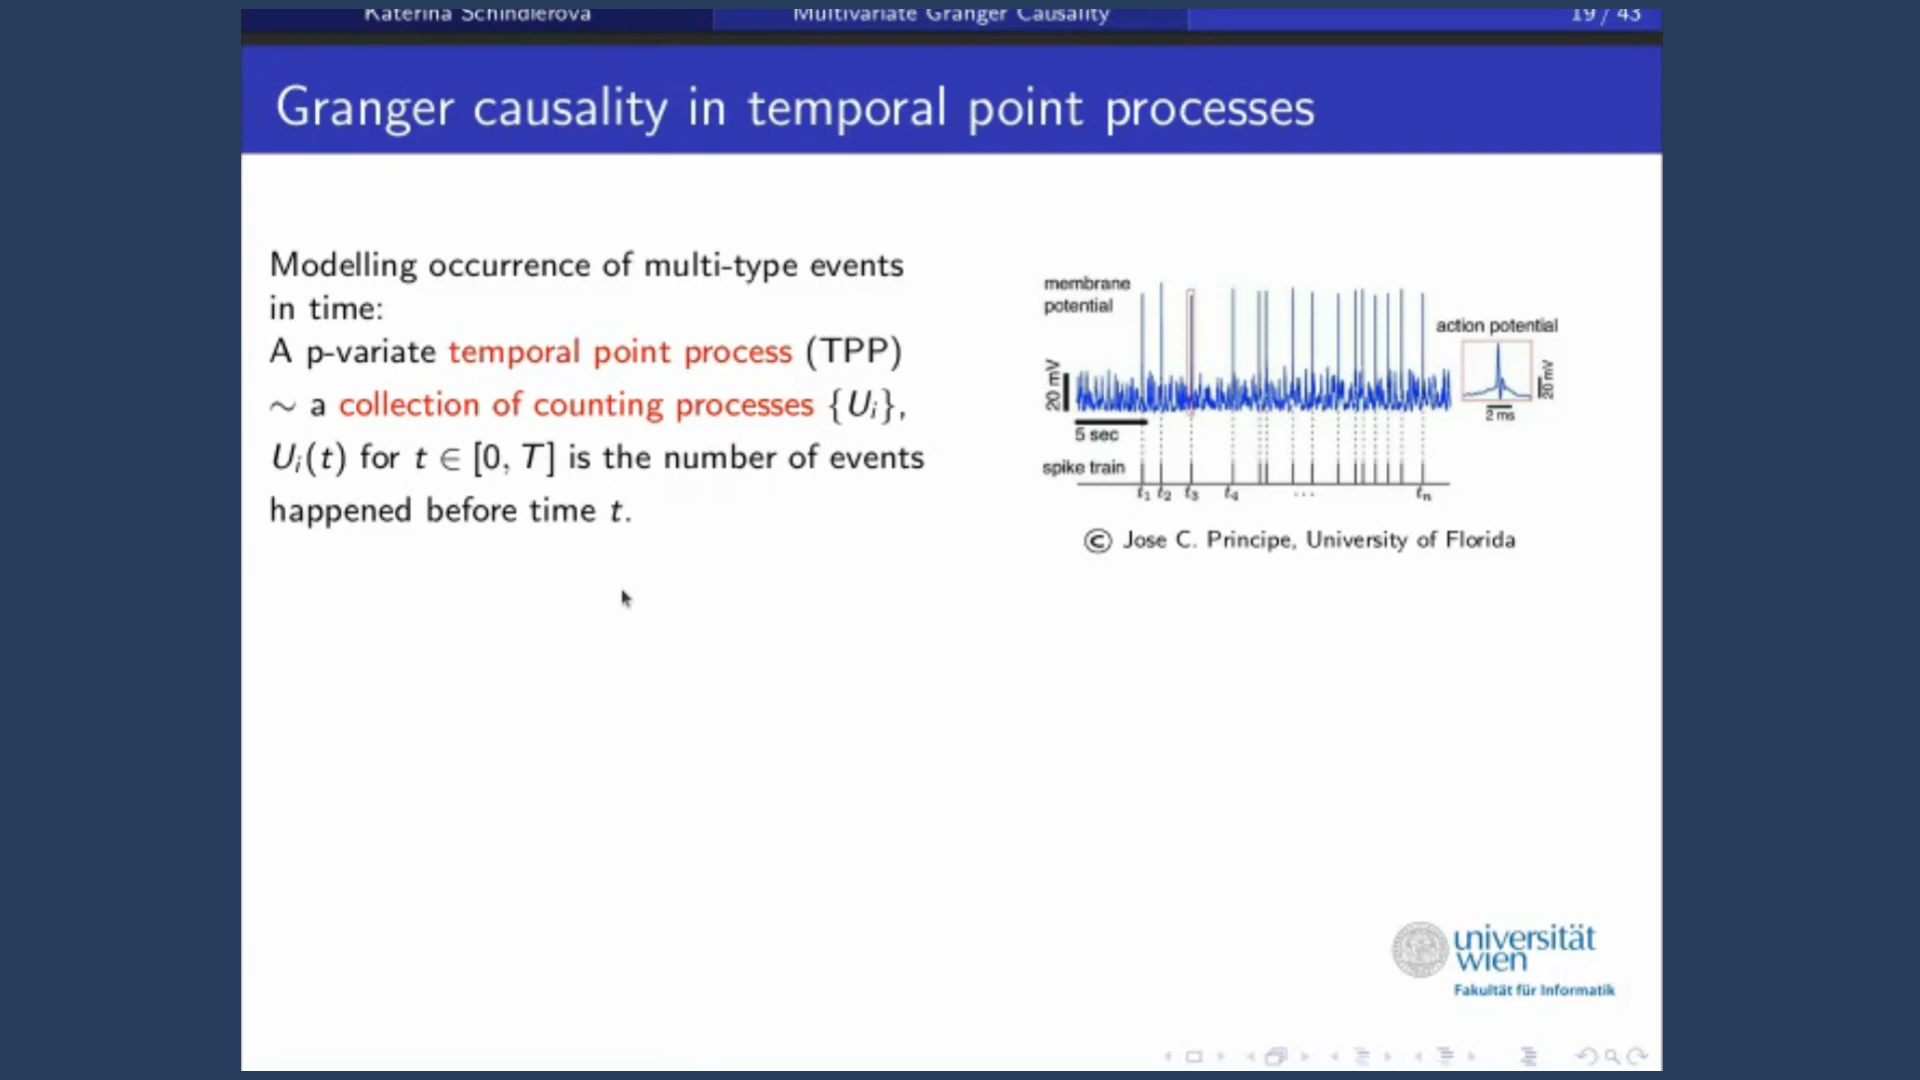 Katerina Schindlerova Multivariate Granger Causality 19 / 43
Granger causality in temporal point processes
Modelling occurrence of multi-type events
in time:
A p-variate temporal point process (TPP)
∼ a collection of counting processes {Uᵢ},
Uᵢ(t) for t ∈ [0, T] is the number of events
happened before time t.
membrane
potential
action potential
20 mV
20 mV
2 ms
5 sec
spike train
t₁ t₂ t₃ t₄ ... tₙ
© Jose C. Principe, University of Florida
universität
wien
Fakultät für Informatik